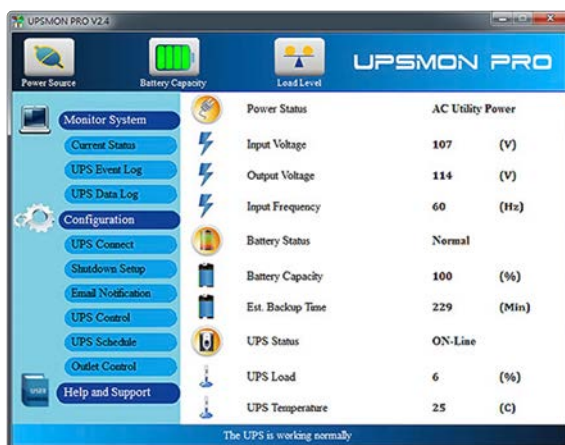 UPSMON PRO V2.4
Power Source
Battery Capacity
Load Level
UPSMON PRO
Monitor System
Current Status
UPS Event Log
UPS Data Log
Configuration
UPS Connect
Shutdown Setup
Email Notification
UPS Control
UPS Schedule
Outlet Control
USER
Help and Support
Power Status AC Utility Power
Input Voltage 107 (V)
Output Voltage 114 (V)
Input Frequency 60 (Hz)
Battery Status Normal
Battery Capacity 100 (%)
Est. Backup Time 229 (Min)
UPS Status ON-Line
UPS Load 6 (%)
UPS Temperature 25 (C)
The UPS is working normally